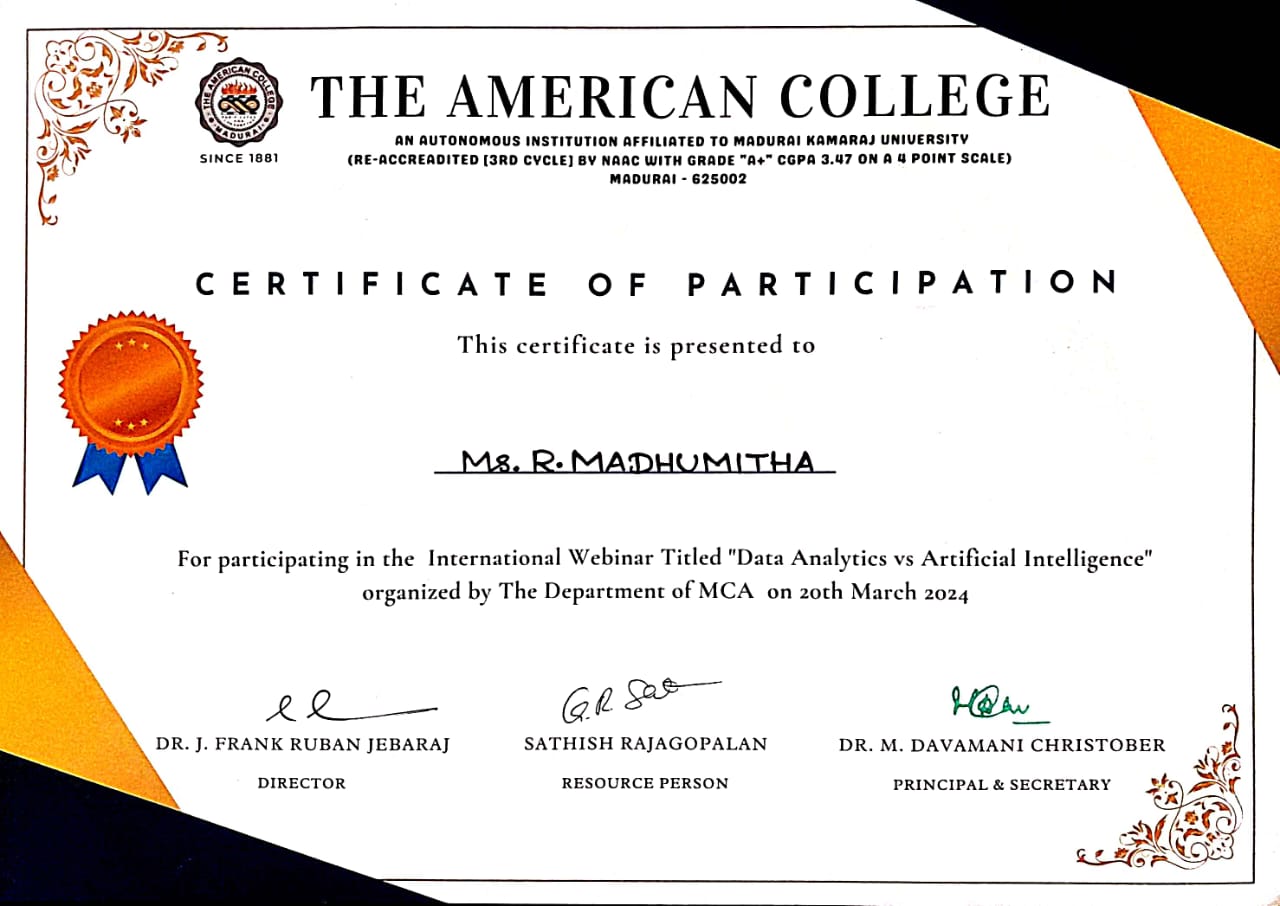 THE AMERICAN COLLEGE
MADURAI
SINCE 1881
THE AMERICAN COLLEGE
AN AUTONOMOUS INSTITUTION AFFILIATED TO MADURAI KAMARAJ UNIVERSITY
(RE-ACCREADITED [3RD CYCLE] BY NAAC WITH GRADE "A+" CGPA 3.47 ON A 4 POINT SCALE)
MADURAI - 625002
CERTIFICATE OF PARTICIPATION
This certificate is presented to
Ms. R. MADHUMITHA
For participating in the International Webinar Titled "Data Analytics vs Artificial Intelligence"
organized by The Department of MCA on 20th March 2024
G.R. Sat
DR. J. FRANK RUBAN JEBARAJ
SATHISH RAJAGOPALAN
DR. M. DAVAMANI CHRISTOBER
DIRECTOR
RESOURCE PERSON
PRINCIPAL & SECRETARY